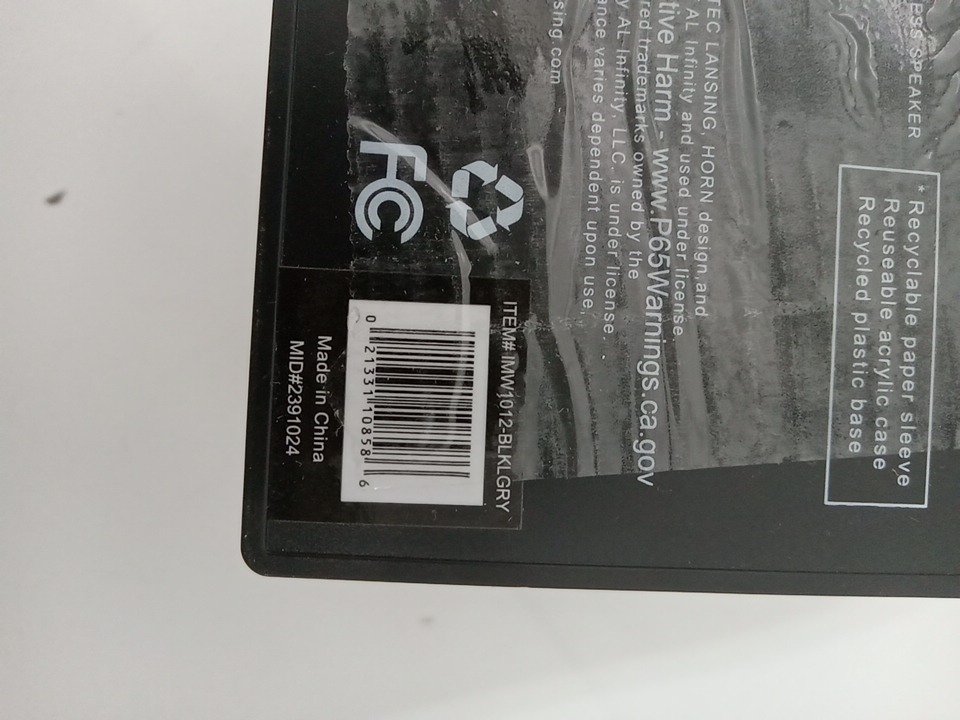 ESS SPEAKER
* Recyclable paper sleeve
Reuseable acrylic case
Recycled plastic base
TEC LANSING, HORN design, and
AL Infinity and used under license.
tive Harm - www.P65Warnings.ca.gov
red trademarks owned by the
y AL Infinity, LLC. is under license.
ance varies dependent upon use,
sing.com
FC
ITEM# IMW1012-BLKLGRY
0 21331 10858 6
Made in China
MID#2391024